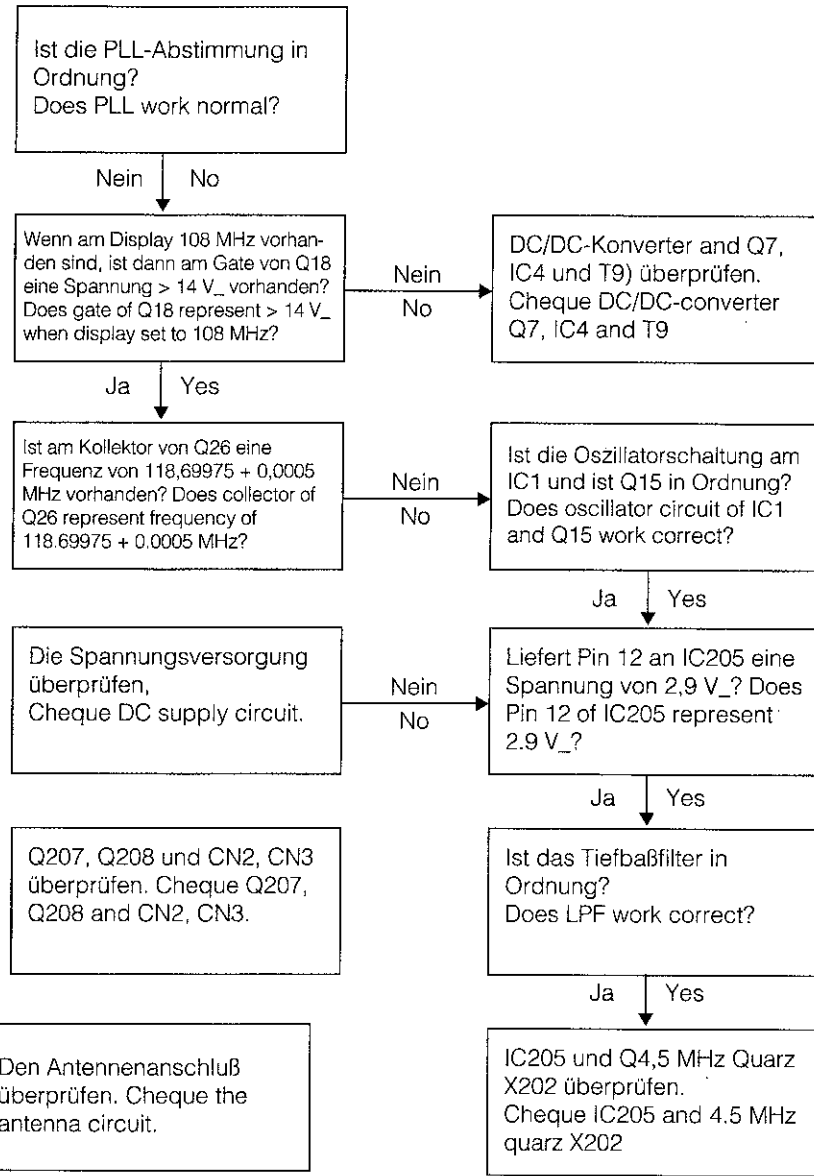 Ist die PLL-Abstimmung in
Ordnung?
Does PLL work normal?
Nein No
Wenn am Display 108 MHz vorhan-
den sind, ist dann am Gate von Q18
eine Spannung > 14 V_ vorhanden?
Does gate of Q18 represent > 14 V_
when display set to 108 MHz?
Nein
No
DC/DC-Konverter and Q7,
IC4 und T9) überprüfen.
Cheque DC/DC-converter
Q7, IC4 and T9
Ja Yes
Ist am Kollektor von Q26 eine
Frequenz von 118,69975 + 0,0005
MHz vorhanden? Does collector of
Q26 represent frequency of
118.69975 + 0.0005 MHz?
Nein
No
Ist die Oszillatorschaltung am
IC1 und ist Q15 in Ordnung?
Does oscillator circuit of IC1
and Q15 work correct?
Ja Yes
Die Spannungsversorgung
überprüfen,
Cheque DC supply circuit.
Nein
No
Liefert Pin 12 an IC205 eine
Spannung von 2,9 V_? Does
Pin 12 of IC205 represent
2.9 V_?
Ja Yes
Q207, Q208 und CN2, CN3
überprüfen. Cheque Q207,
Q208 and CN2, CN3.
Ist das Tiefbaßfilter in
Ordnung?
Does LPF work correct?
Ja Yes
Den Antennenanschluß
überprüfen. Cheque the
antenna circuit.
IC205 und Q4,5 MHz Quarz
X202 überprüfen.
Cheque IC205 and 4.5 MHz
quarz X202